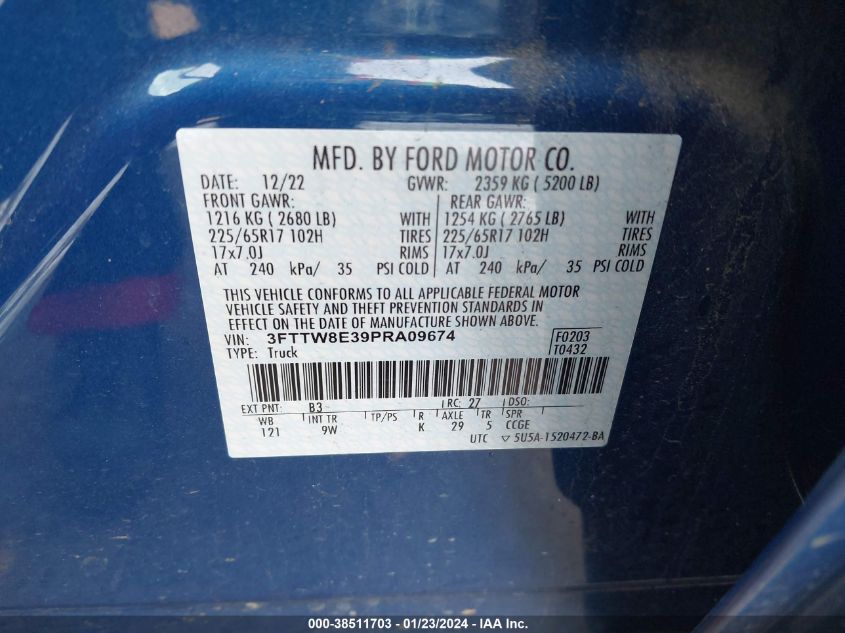 MFD. BY FORD MOTOR CO.
DATE: 12/22 GVWR: 2359 KG ( 5200 LB)
FRONT GAWR: REAR GAWR:
1216 KG ( 2680 LB) WITH 1254 KG ( 2765 LB) WITH
225/65R17 102H TIRES 225/65R17 102H TIRES
17x7.0J RIMS 17x7.0J RIMS
AT 240 kPa/ 35 PSI COLD AT 240 kPa/ 35 PSI COLD
THIS VEHICLE CONFORMS TO ALL APPLICABLE FEDERAL MOTOR
VEHICLE SAFETY AND THEFT PREVENTION STANDARDS IN
EFFECT ON THE DATE OF MANUFACTURE SHOWN ABOVE.
VIN: 3FTTW8E39PRA09674 F0203
TYPE: Truck T0432
EXT PNT: B3 RC: 27 DSO:
WB INT TR TP/PS R AXLE TR SPR
121 9W K 29 5 CCGE
UTC ▽ 5U5A-1520472-BA
000-38511703 - 01/23/2024 - IAA Inc.